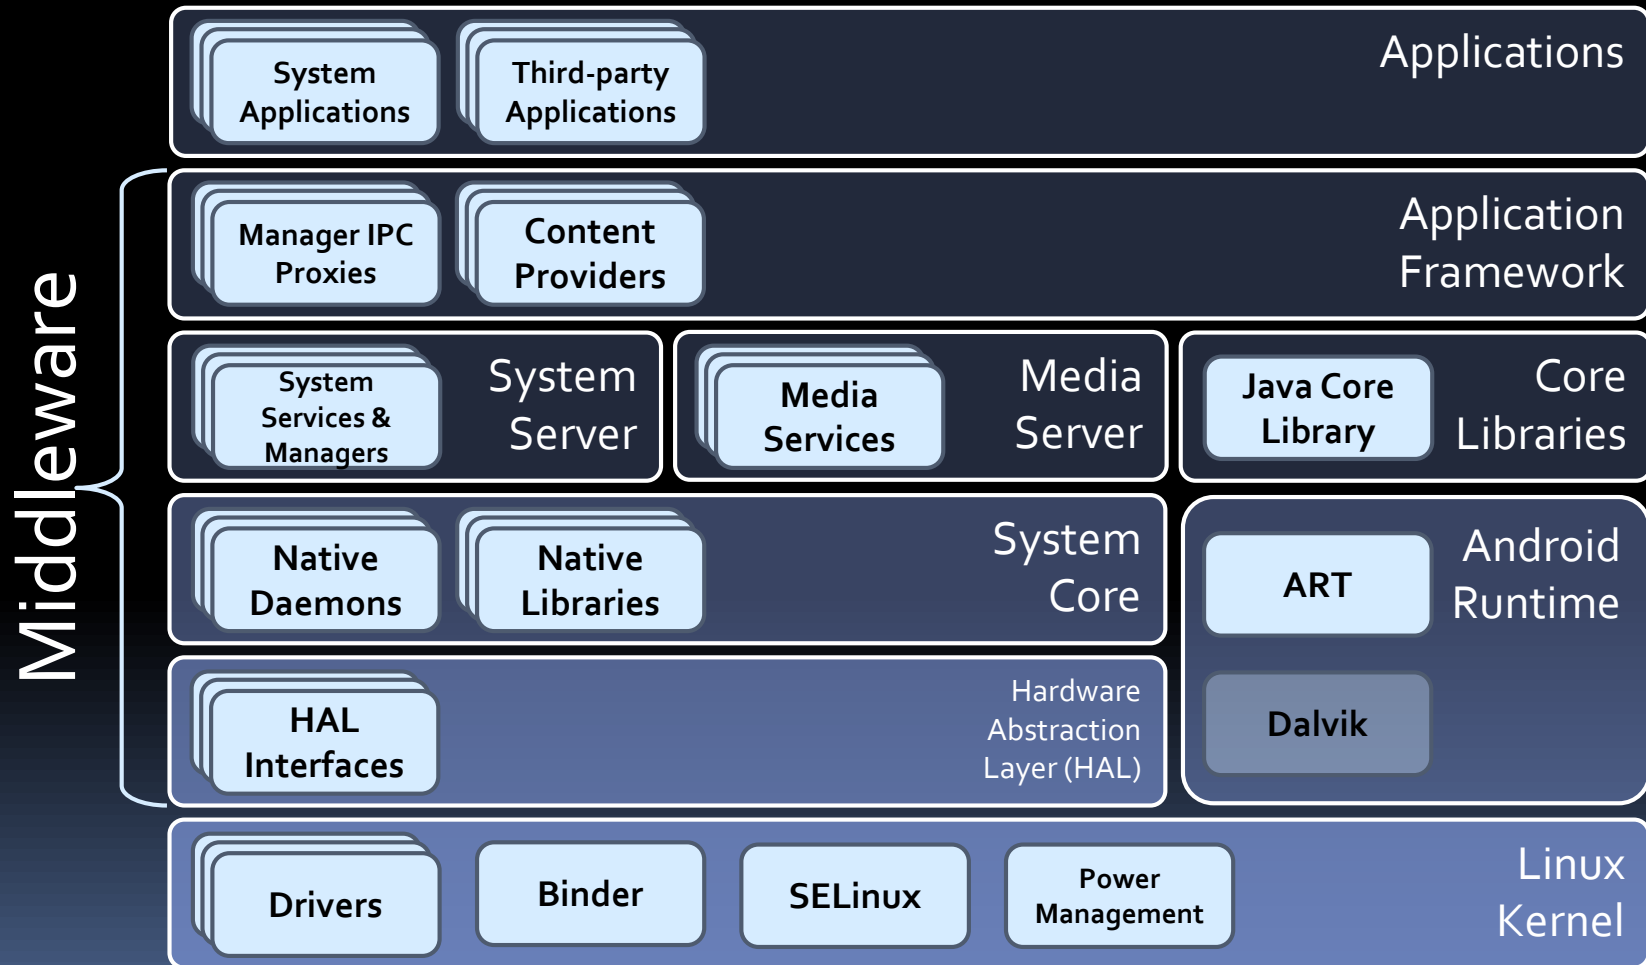 System
Applications
Third-party
Applications
Applications
Middleware
Manager IPC
Proxies
Content
Providers
Application
Framework
System
Services &
Managers
System
Server
Media
Services
Media
Server
Java Core
Library
Core
Libraries
Native
Daemons
Native
Libraries
System
Core
ART
Android
Runtime
HAL
Interfaces
Hardware
Abstraction
Layer (HAL)
Dalvik
Drivers
Binder
SELinux
Power
Management
Linux
Kernel